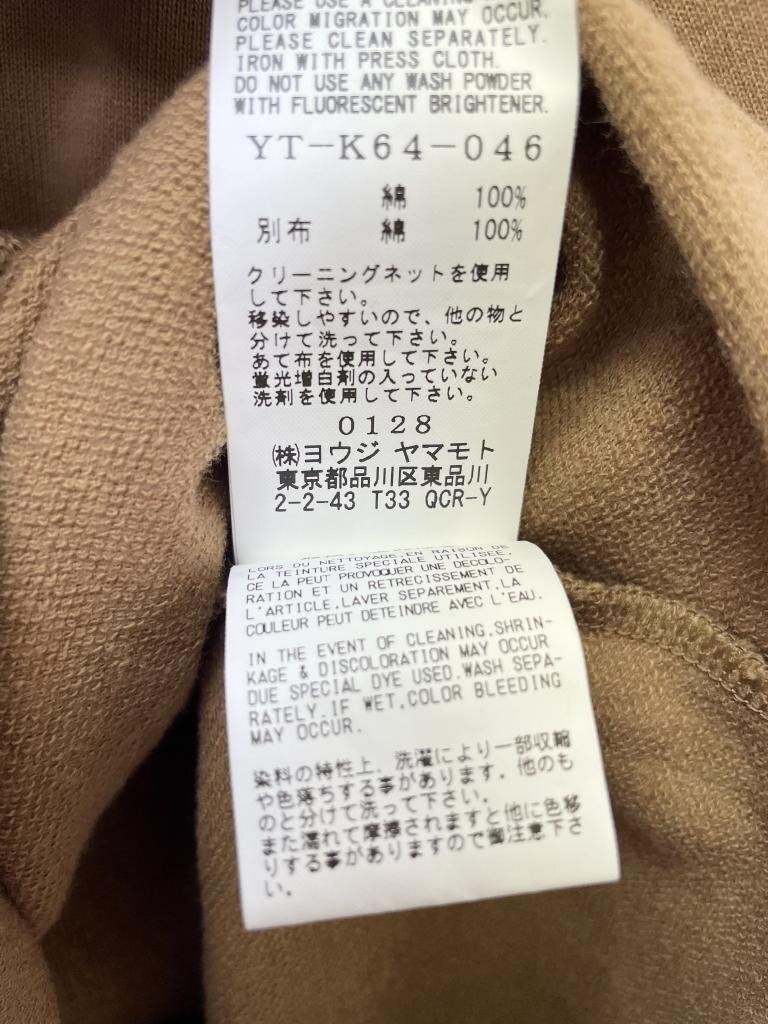 PLEASE USE A CLEANING
COLOR MIGRATION MAY OCCUR.
PLEASE CLEAN SEPARATELY.
IRON WITH PRESS CLOTH.
DO NOT USE ANY WASH POWDER
WITH FLUORESCENT BRIGHTENER.
YT-K64-046
綿 100%
別布 綿 100%
クリーニングネットを使用
して下さい。
移染しやすいので、他の物と
分けて洗って下さい。
あて布を使用して下さい。
蛍光増白剤の入っていない
洗剤を使用して下さい。
0128
㈱ヨウジ ヤマモト
東京都品川区東品川
2-2-43 T33 QCR-Y
LORS DU NETTOYAGE,EN RAISON DE
LA TEINTURE SPECIALE UTILISEE,
CE LA PEUT PROVOQUER UNE DECOLO-
RATION ET UN RETRECISSEMENT DE
L'ARTICLE,LAVER SEPAREMENT,LA
COULEUR PEUT DETEINDRE AVEC L'EAU.
IN THE EVENT OF CLEANING,SHRIN-
KAGE & DISCOLORATION MAY OCCUR
DUE SPECIAL DYE USED.WASH SEPA-
RATELY.IF WET,COLOR BLEEDING
MAY OCCUR.
染料の特性上、洗濯により一部収縮
や色落ちする事があります。他のも
のと分けて洗って下さい。
また濡れて摩擦されますと他に色移
りする事がありますので御注意下さ
い。